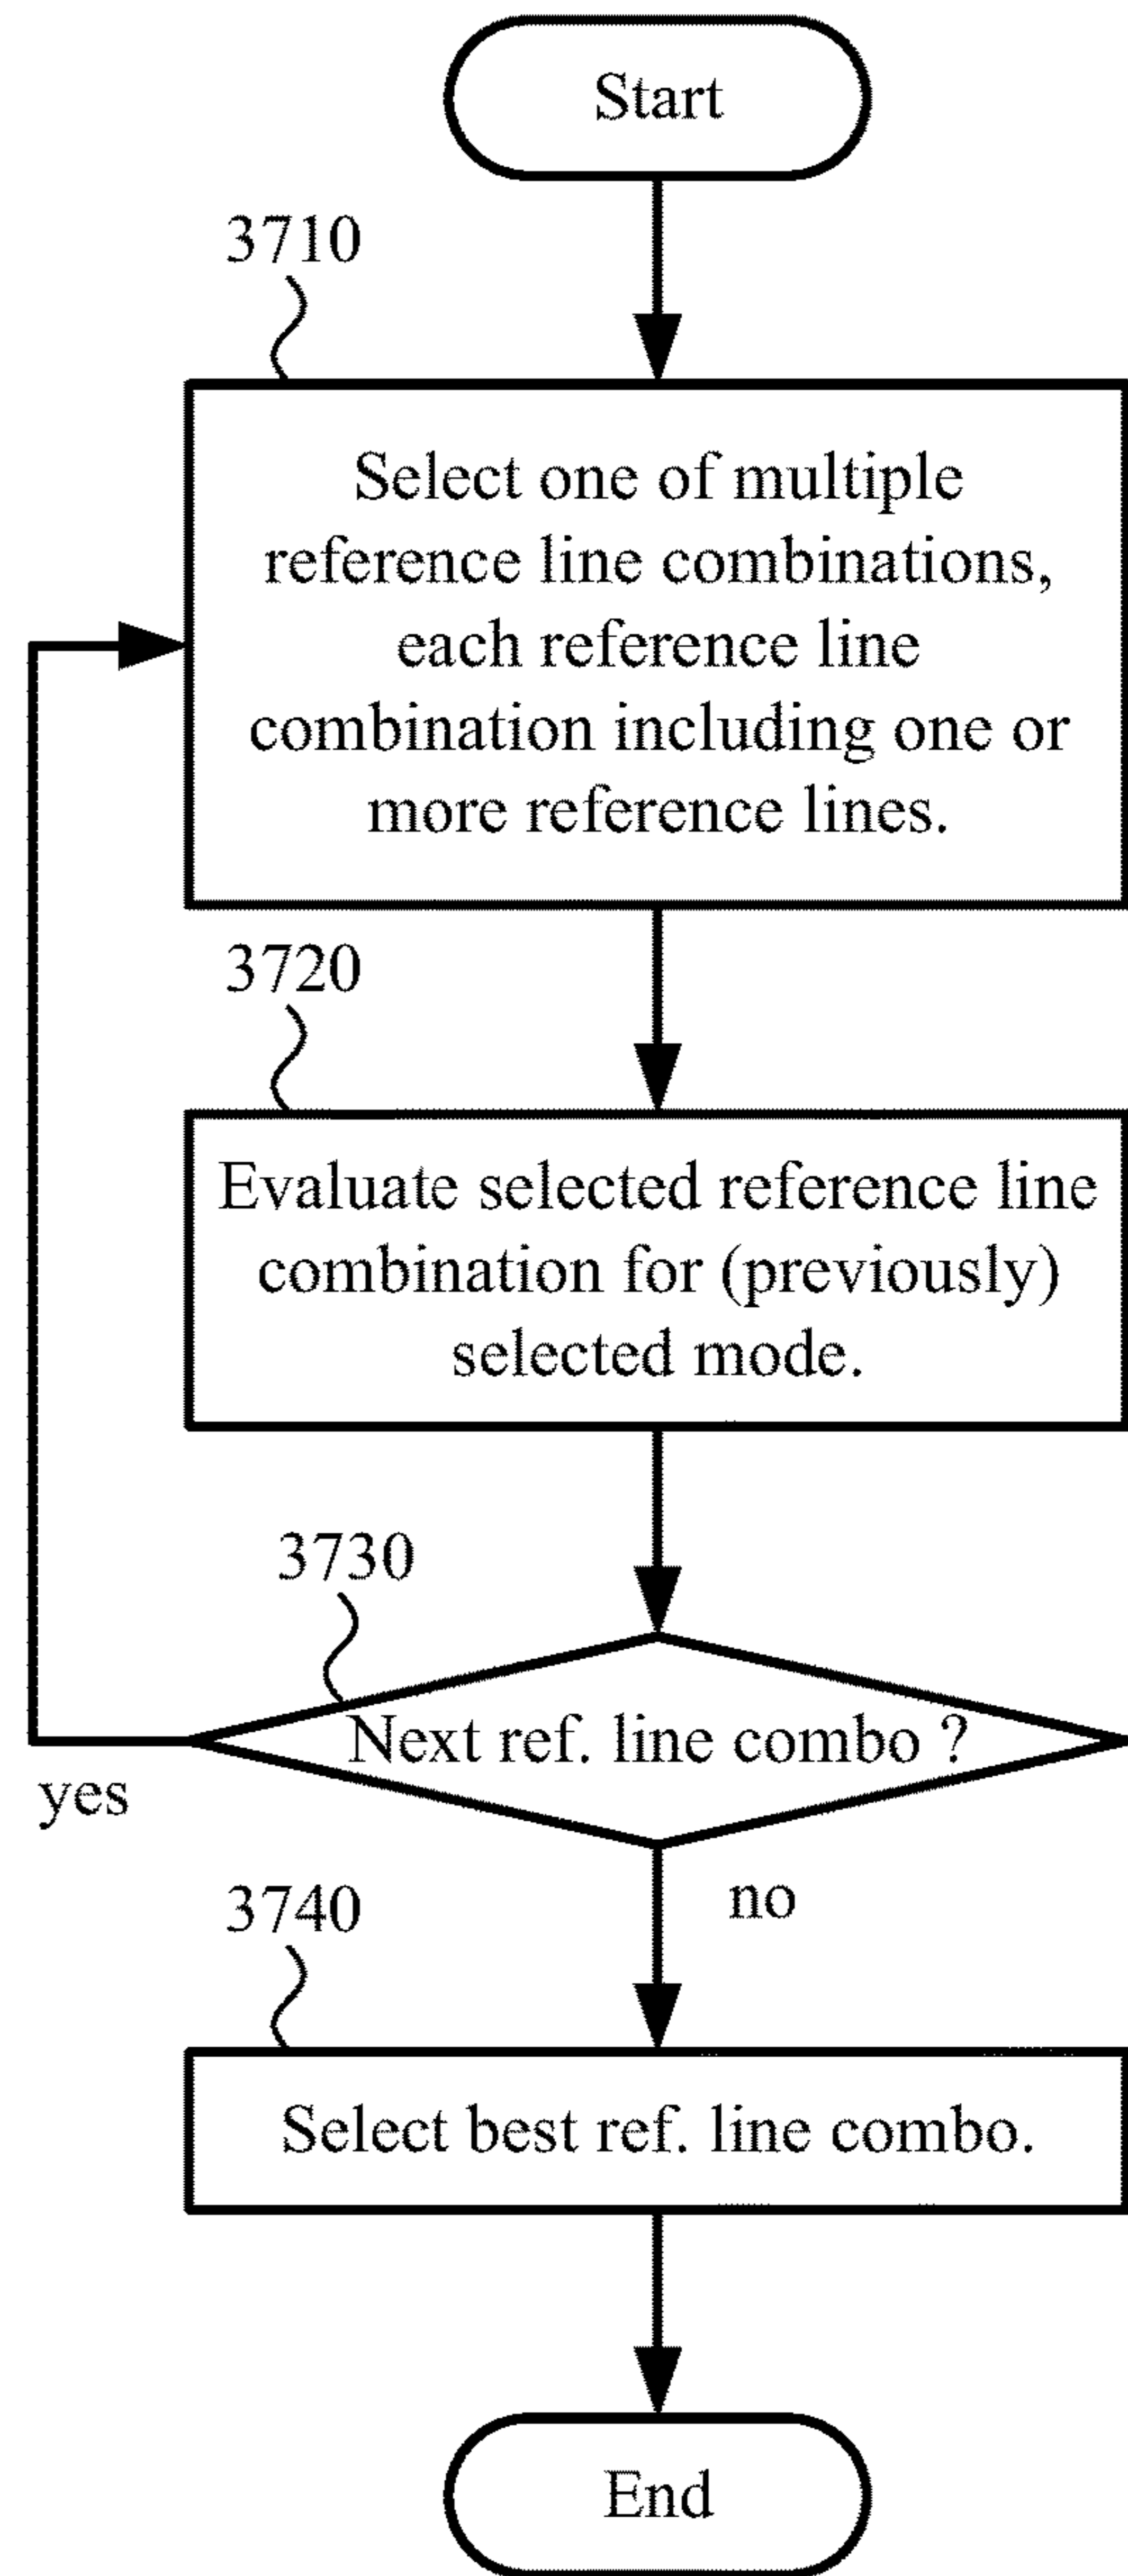 Start
3710
Select one of multiple
reference line combinations,
each reference line
combination including one or
more reference lines.
3720
Evaluate selected reference line
combination for (previously)
selected mode.
3730
Next ref. line combo ?
yes
no
3740
Select best ref. line combo.
End